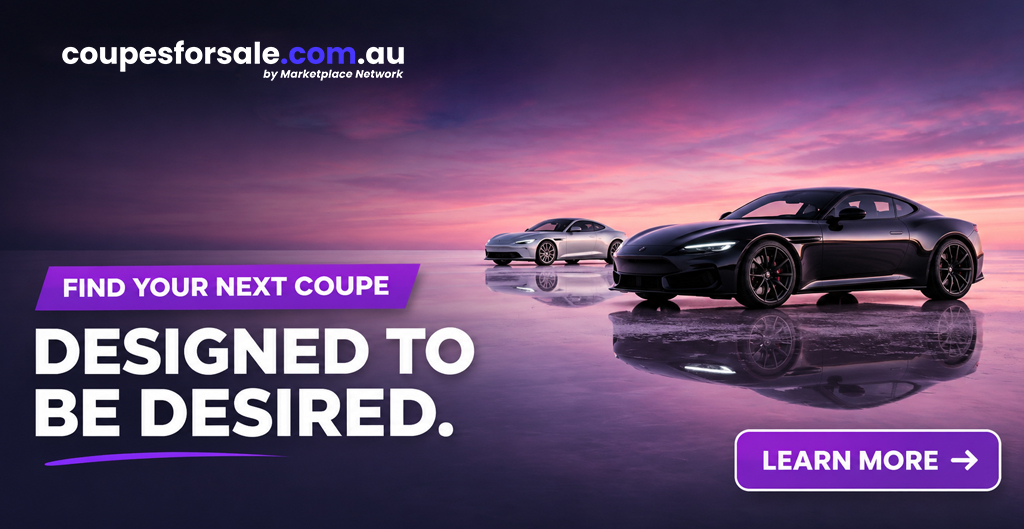 coupesforsale.com.au
by Marketplace Network
FIND YOUR NEXT COUPE
DESIGNED TO
BE DESIRED.
LEARN MORE →